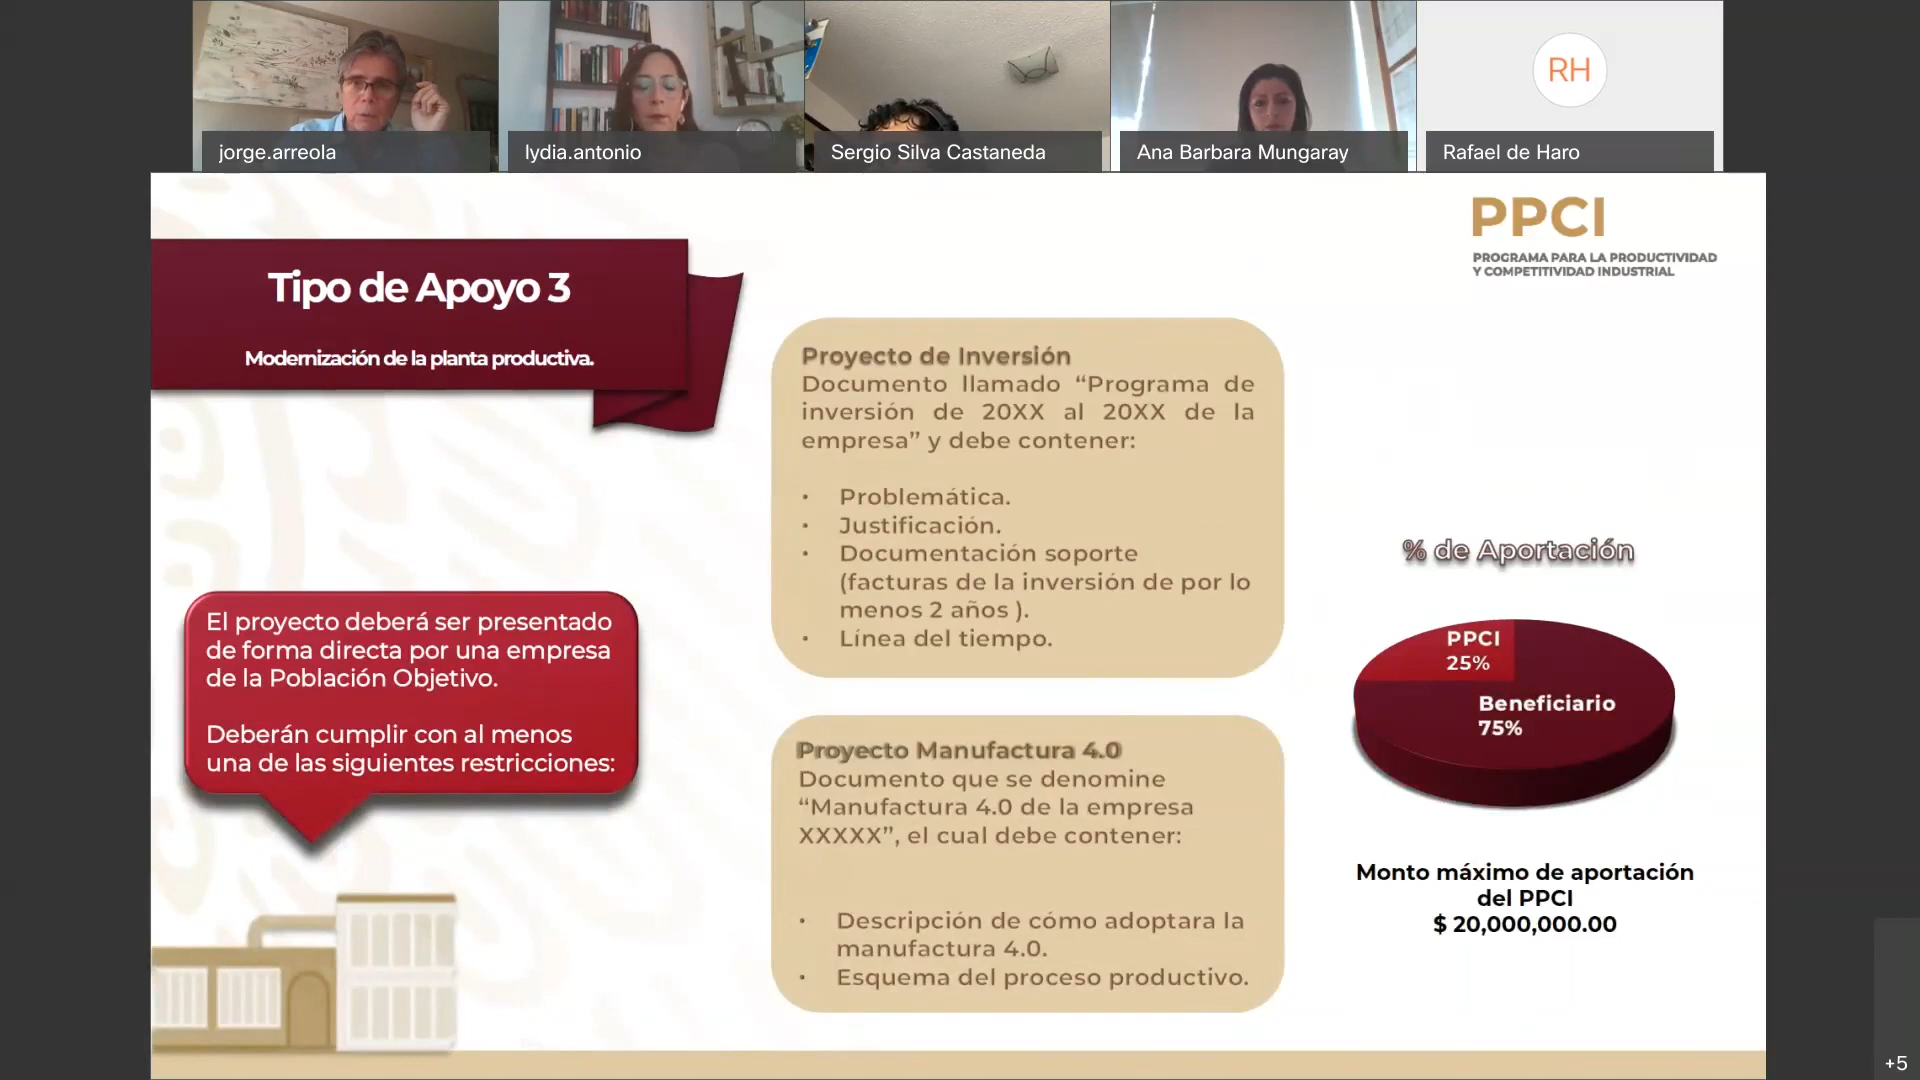 jorge.arreola
lydia.antonio
Sergio Silva Castaneda
Ana Barbara Mungaray
RH
Rafael de Haro
PPCI
PROGRAMA PARA LA PRODUCTIVIDAD
Y COMPETITIVIDAD INDUSTRIAL
Tipo de Apoyo 3
Modernización de la planta productiva.
El proyecto deberá ser presentado
de forma directa por una empresa
de la Población Objetivo.
Deberán cumplir con al menos
una de las siguientes restricciones:
Proyecto de Inversión
Documento llamado “Programa de
inversión de 20XX al 20XX de la
empresa” y debe contener:
• Problemática.
• Justificación.
• Documentación soporte
(facturas de la inversión de por lo
menos 2 años ).
• Línea del tiempo.
Proyecto Manufactura 4.0
Documento que se denomine
“Manufactura 4.0 de la empresa
XXXXX”, el cual debe contener:
• Descripción de cómo adoptara la
manufactura 4.0.
• Esquema del proceso productivo.
% de Aportación
PPCI
25%
Beneficiario
75%
Monto máximo de aportación
del PPCI
$ 20,000,000.00
+5